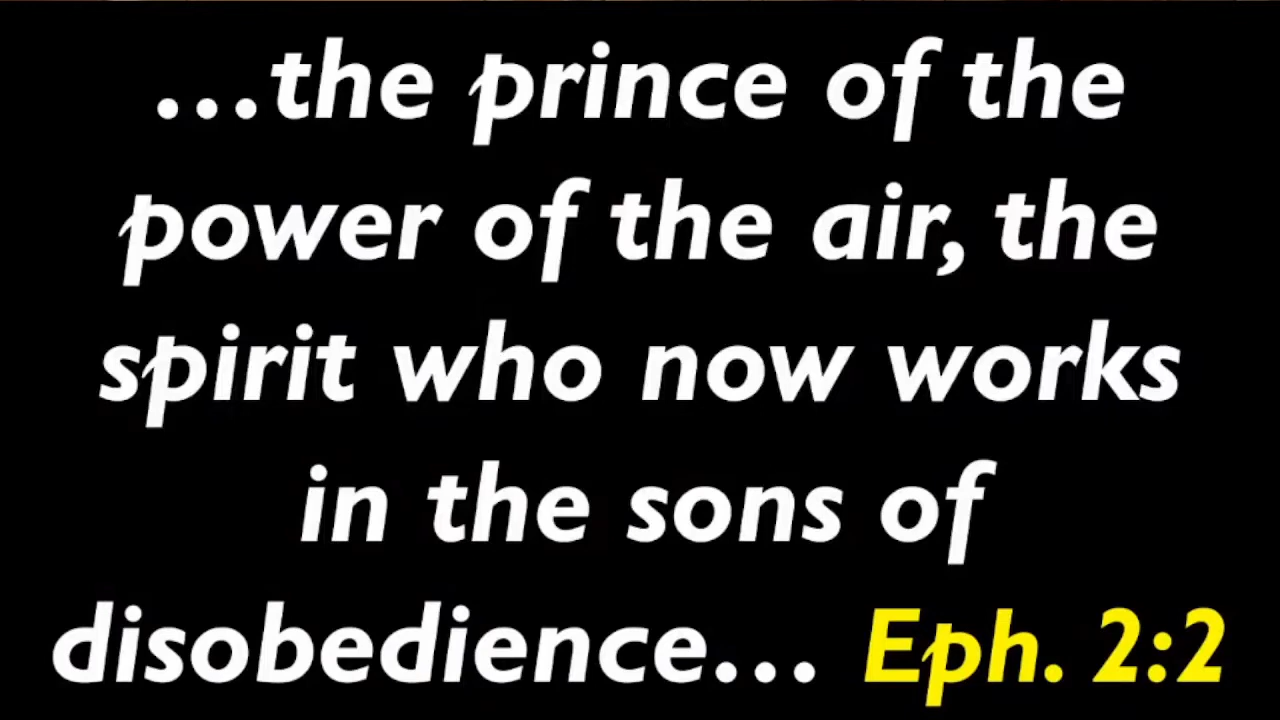 …the prince of the
power of the air, the
spirit who now works
in the sons of
disobedience… Eph. 2:2